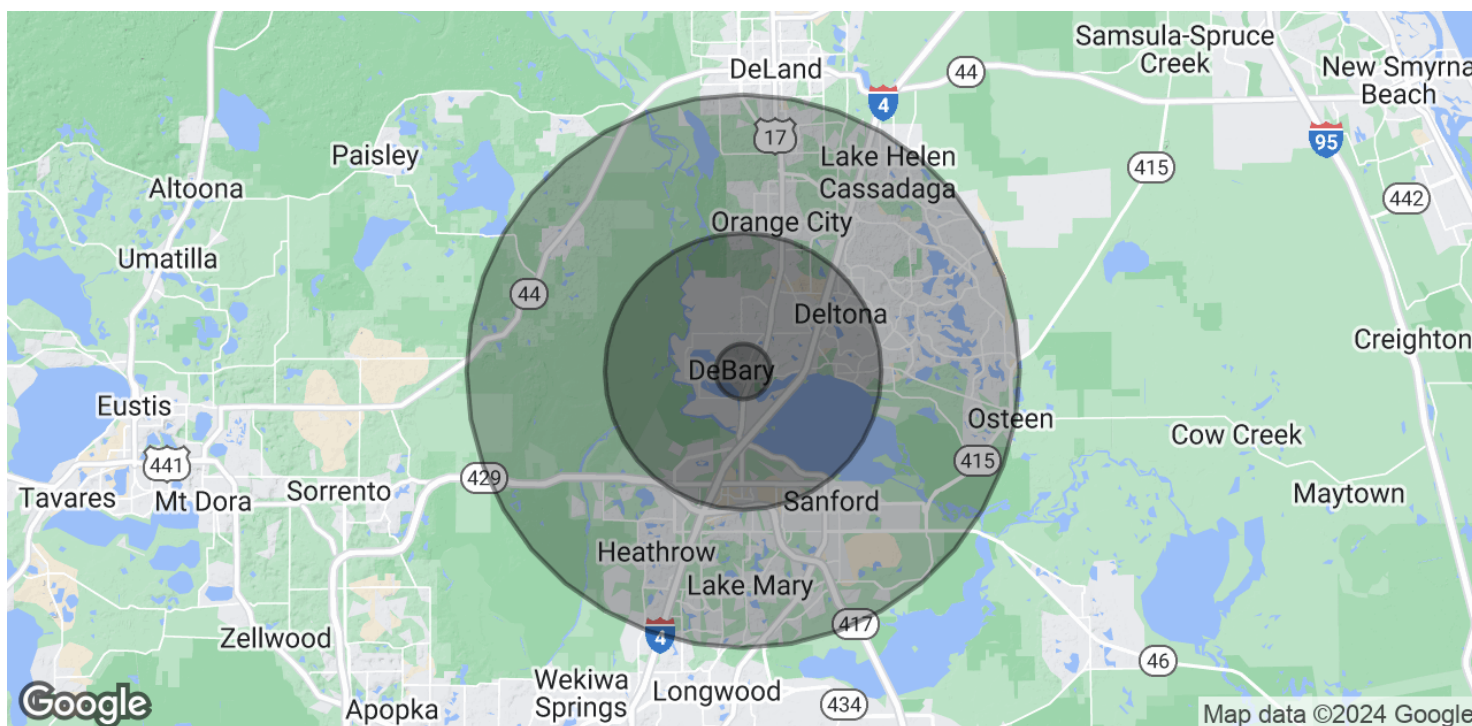 DeLand
44
4
Samsula-Spruce
Creek
New Smyrna
Beach
17
95
Paisley
Lake Helen
Cassadaga
415
Altoona
442
Orange City
Umatilla
44
Deltona
Creighton
DeBary
Eustis
Osteen
Cow Creek
441
429
415
Tavares
Mt Dora
Sorrento
Sanford
Maytown
Heathrow
Lake Mary
417
4
Zellwood
46
Wekiwa
Springs
Longwood
434
Apopka
Google
Map data ©2024 Google